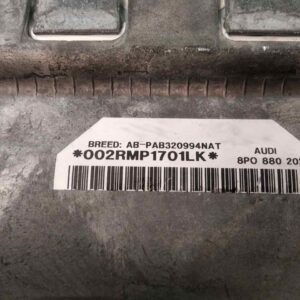 BREED: AB-PAB320994NAT
*002RMP1701LK*
AUDI
8P0 880 20